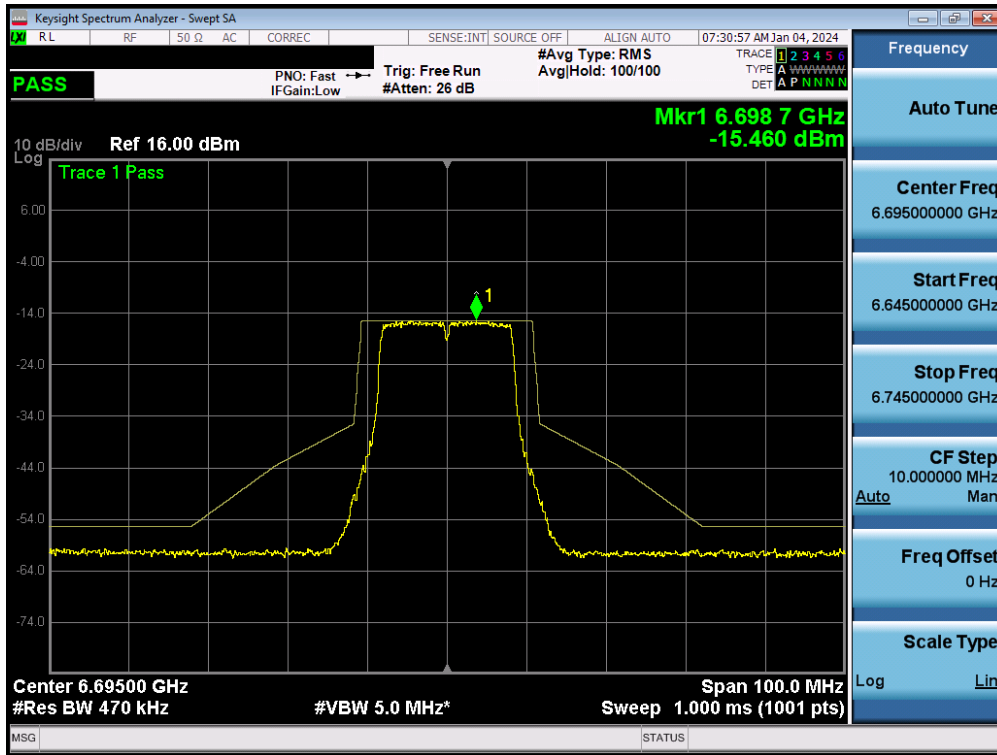 Keysight Spectrum Analyzer - Swept SA
LXI RL RF 50 Ω AC CORREC SENSE:INT SOURCE OFF ALIGN AUTO 07:30:57 AM Jan 04, 2024
PASS
PNO: Fast
IFGain:Low
Trig: Free Run
#Atten: 26 dB
#Avg Type: RMS
Avg|Hold: 100/100
TRACE 1 2 3 4 5 6
TYPE A WWWWW
DET A P N N N N
Mkr1 6.698 7 GHz
-15.460 dBm
10 dB/div Ref 16.00 dBm
Log
Trace 1 Pass
6.00
-4.00
1
-14.0
-24.0
-34.0
-44.0
-54.0
-64.0
-74.0
Center 6.69500 GHz Span 100.0 MHz
#Res BW 470 kHz #VBW 5.0 MHz* Sweep 1.000 ms (1001 pts)
MSG STATUS
Frequency
Auto Tune
Center Freq
6.695000000 GHz
Start Freq
6.645000000 GHz
Stop Freq
6.745000000 GHz
CF Step
10.000000 MHz
Auto Man
Freq Offset
0 Hz
Scale Type
Log Lin